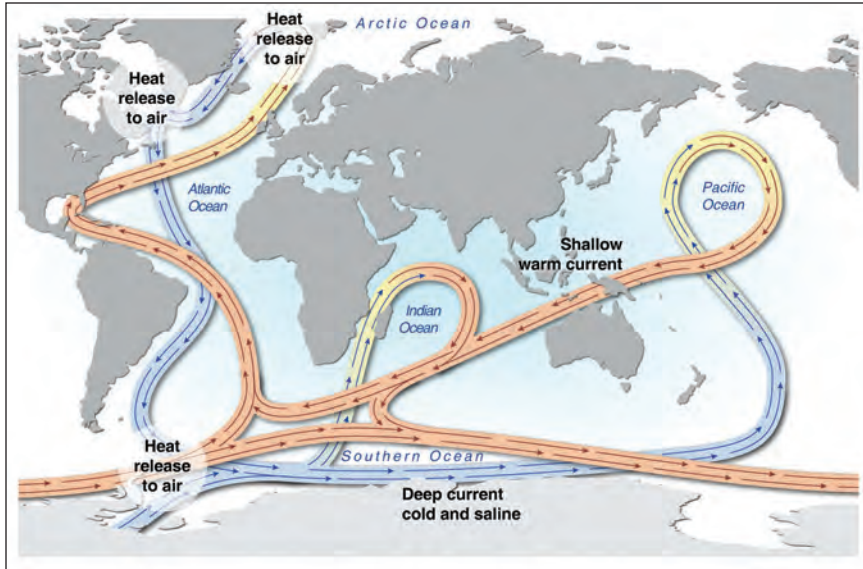 Heat
release
to air
Arctic Ocean
Heat
release
to air
Atlantic
Ocean
Pacific
Ocean
Shallow
warm current
Indian
Ocean
Heat
release
to air
Southern Ocean
Deep current
cold and saline